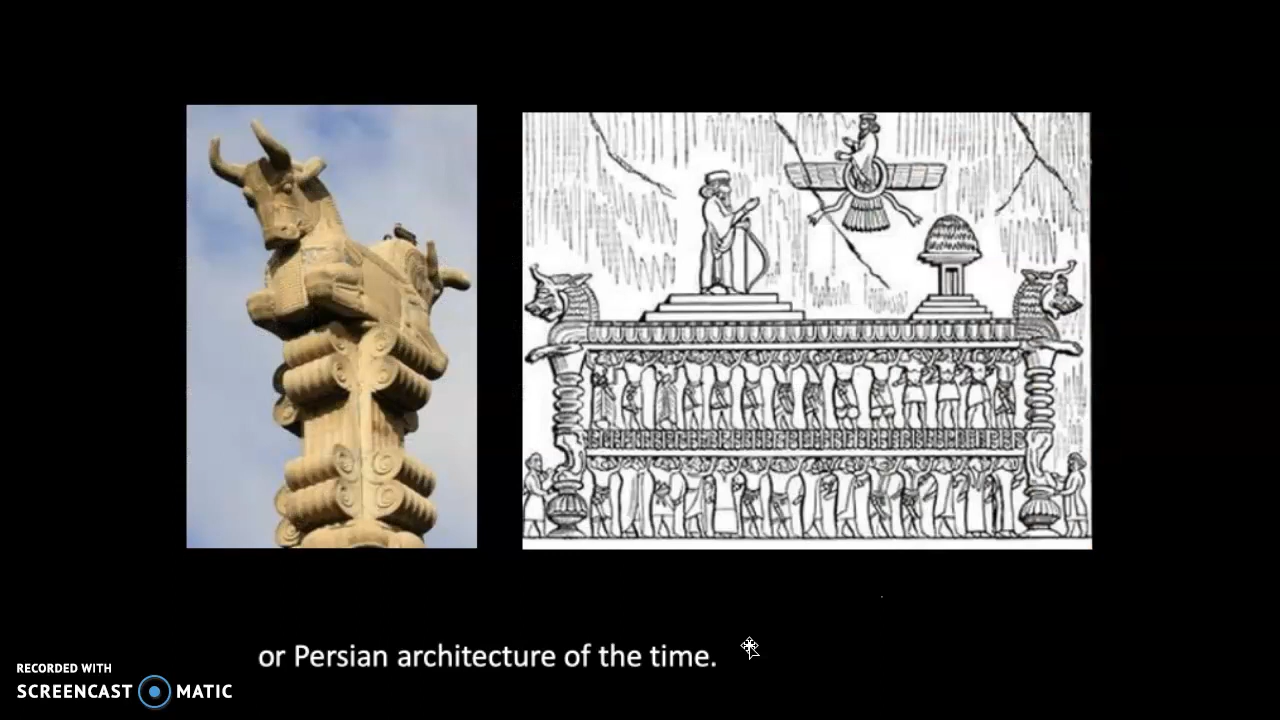 or Persian architecture of the time.
RECORDED WITH
SCREENCAST MATIC